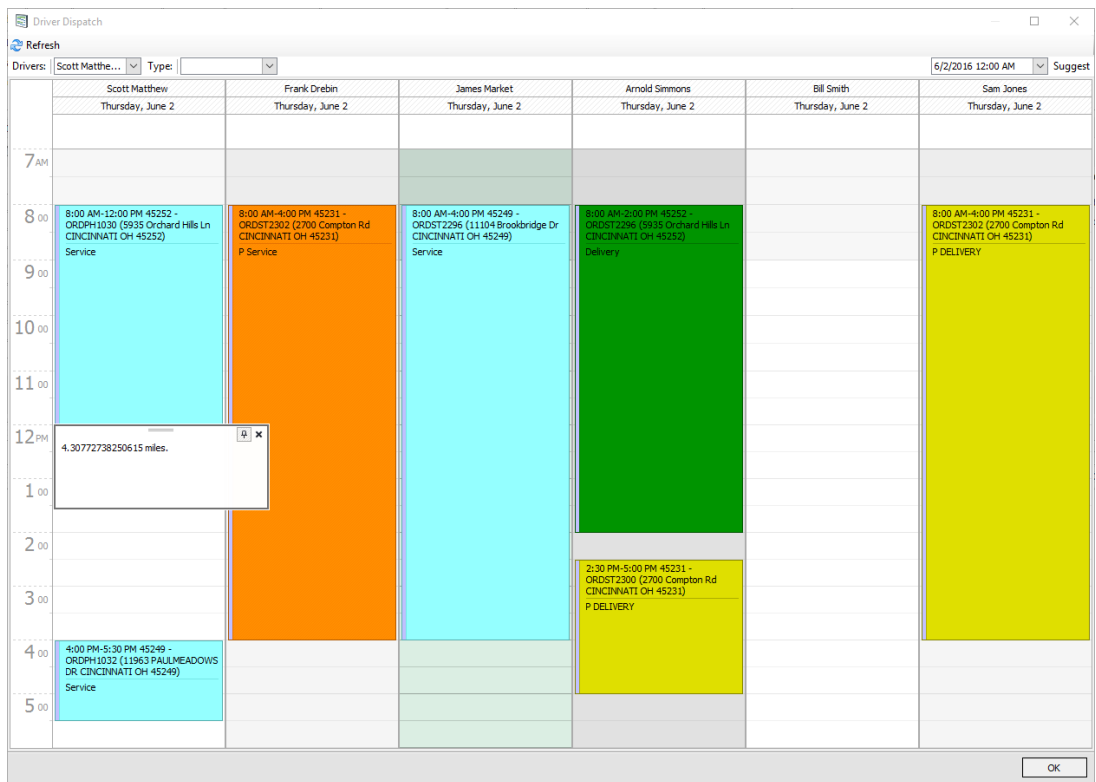 Driver Dispatch
Refresh
Drivers: Scott Matthe... Type: 6/2/2016 12:00 AM Suggest
Scott Matthew Frank Drebin James Market Arnold Simmons Bill Smith Sam Jones
Thursday, June 2 Thursday, June 2 Thursday, June 2 Thursday, June 2 Thursday, June 2 Thursday, June 2
7 AM
8 00
8:00 AM-12:00 PM 45252 -
ORDPH1030 (5935 Orchard Hills Ln
CINCINNATI OH 45252)
Service
8:00 AM-4:00 PM 45231 -
ORDST2302 (2700 Compton Rd
CINCINNATI OH 45231)
P Service
8:00 AM-4:00 PM 45249 -
ORDST2296 (11104 Brookbridge Dr
CINCINNATI OH 45249)
Service
8:00 AM-2:00 PM 45252 -
ORDST2296 (5935 Orchard Hills Ln
CINCINNATI OH 45252)
Delivery
8:00 AM-4:00 PM 45231 -
ORDST2302 (2700 Compton Rd
CINCINNATI OH 45231)
P DELIVERY
9 00
10 00
11 00
12 PM
4.30772738250615 miles.
1 00
2 00
2:30 PM-5:00 PM 45231 -
ORDST2300 (2700 Compton Rd
CINCINNATI OH 45231)
P DELIVERY
3 00
4 00
4:00 PM-5:30 PM 45249 -
ORDPH1032 (11963 PAULMEADOWS
DR CINCINNATI OH 45249)
Service
5 00
OK